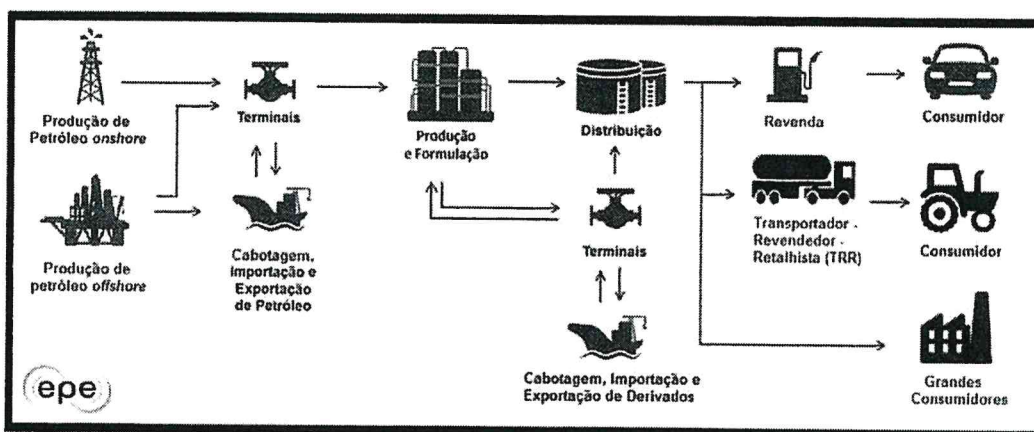 Produção de
Petróleo onshore
Terminais
Produção
e Formulação
Distribuição
Revenda
Consumidor
Produção de
petróleo offshore
Cabotagem,
Importação e
Exportação
de Petróleo
Terminais
Transportador -
Revendedor -
Retalhista (TRR)
Consumidor
Cabotagem, Importação e
Exportação de Derivados
Grandes
Consumidores
epe